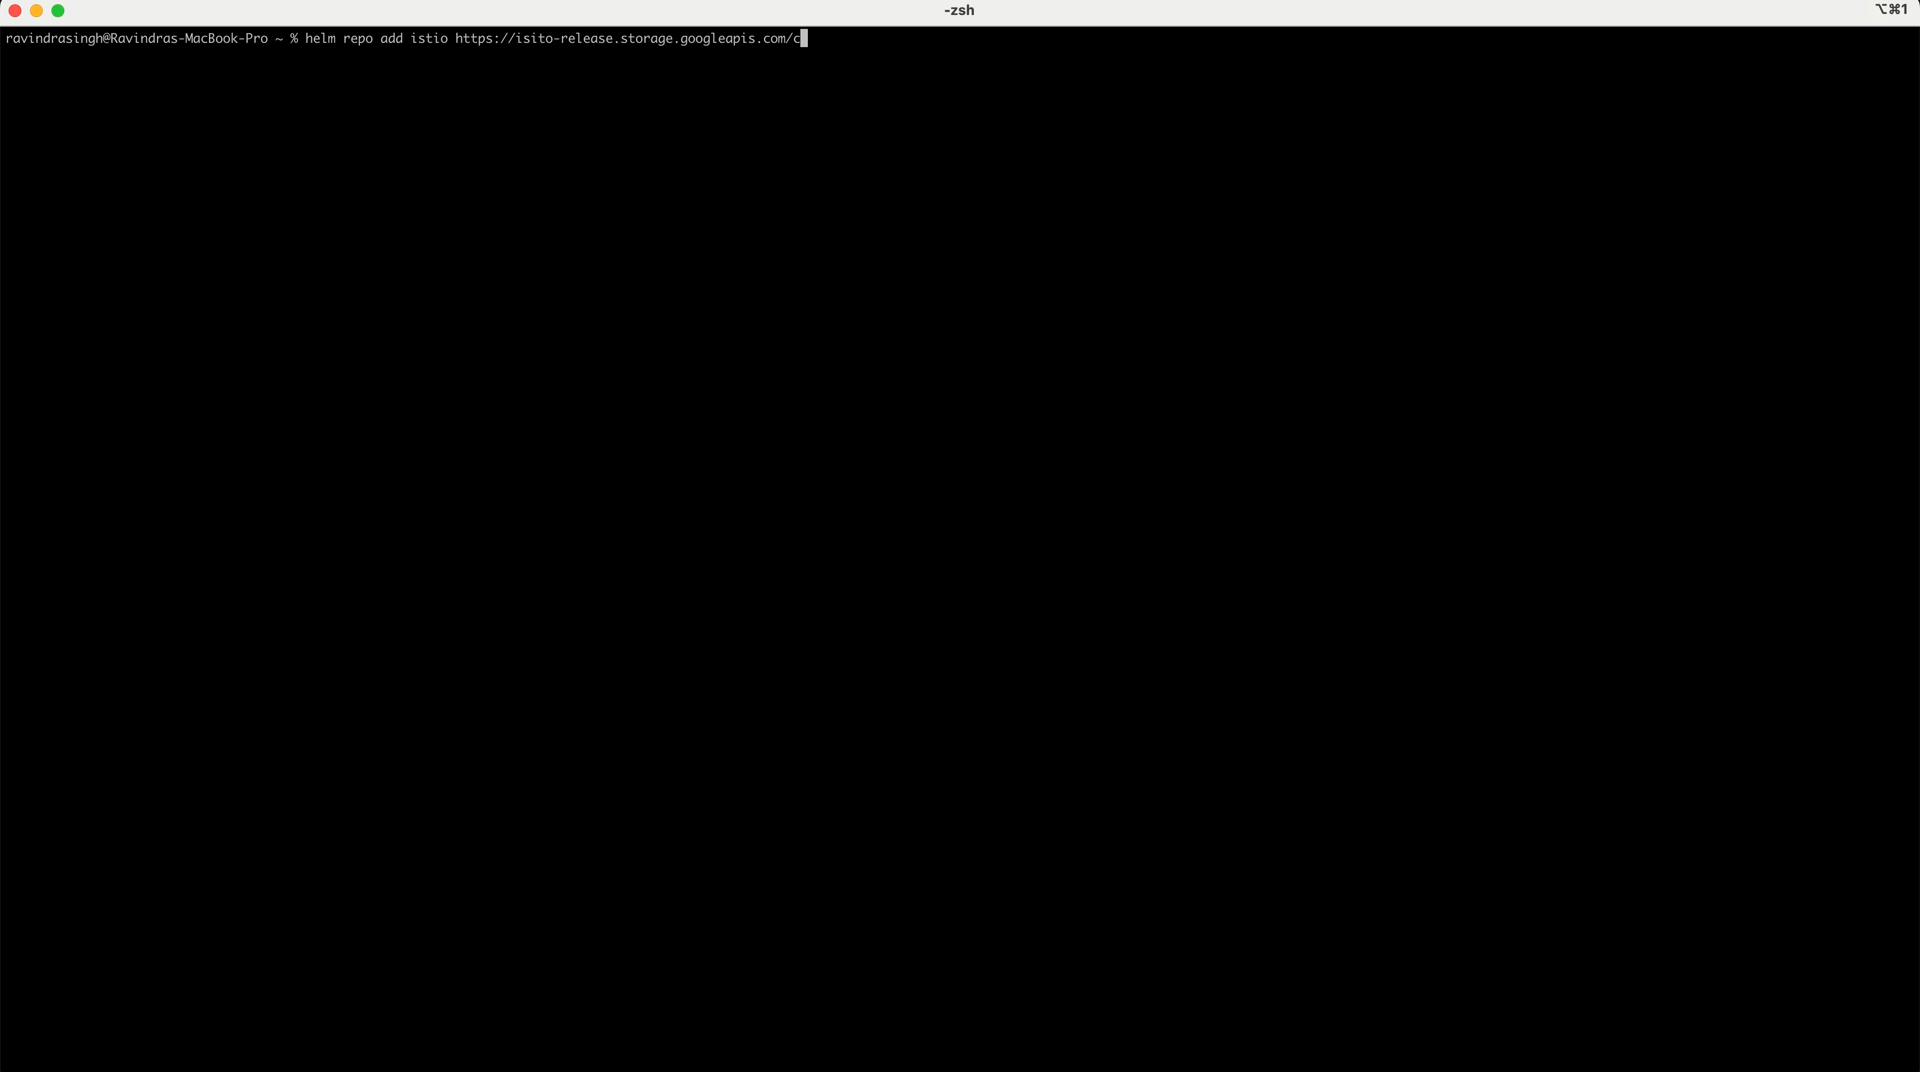 -zsh
⌥⌘1
ravindrasingh@Ravindras-MacBook-Pro ~ % helm repo add istio https://isito-release.storage.googleapis.com/c